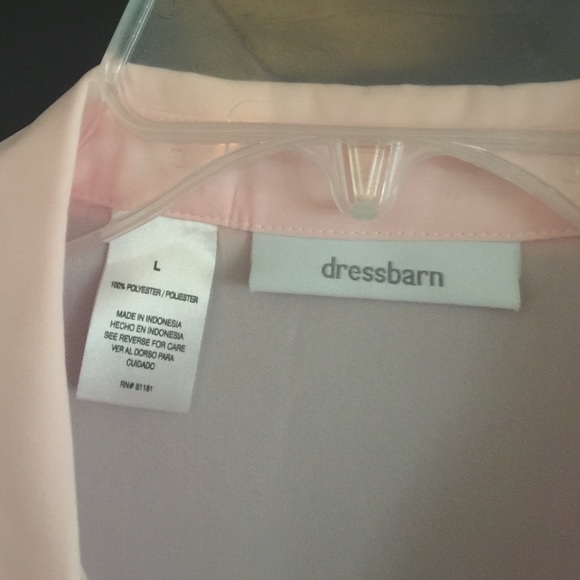 L
100% POLYESTER / POLIESTER
MADE IN INDONESIA
HECHO EN INDONESIA
SEE REVERSE FOR CARE
VER AL DORSO PARA
CUIDADO
RN# 81181
dressbarn